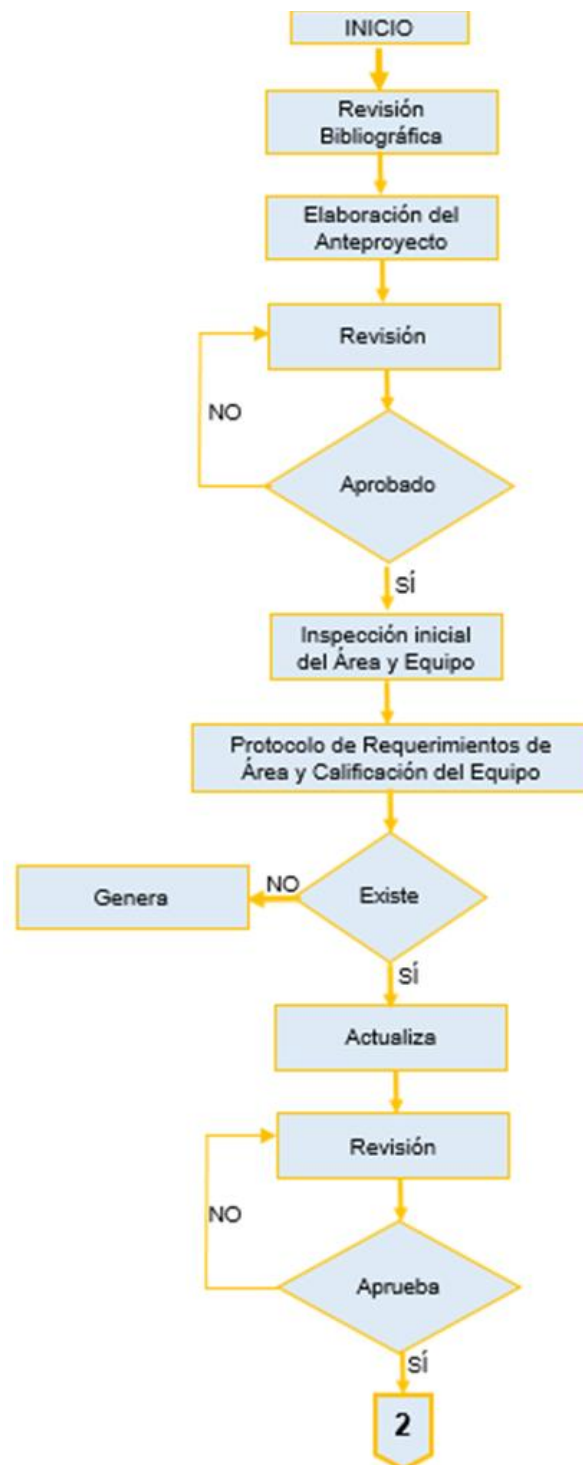 INICIO
Revisión
Bibliográfica
Elaboración del
Anteproyecto
Revisión
NO
Aprobado
SÍ
Inspección inicial
del Área y Equipo
Protocolo de Requerimientos de
Área y Calificación del Equipo
Genera
NO
Existe
SÍ
Actualiza
Revisión
NO
Aprueba
SÍ
2